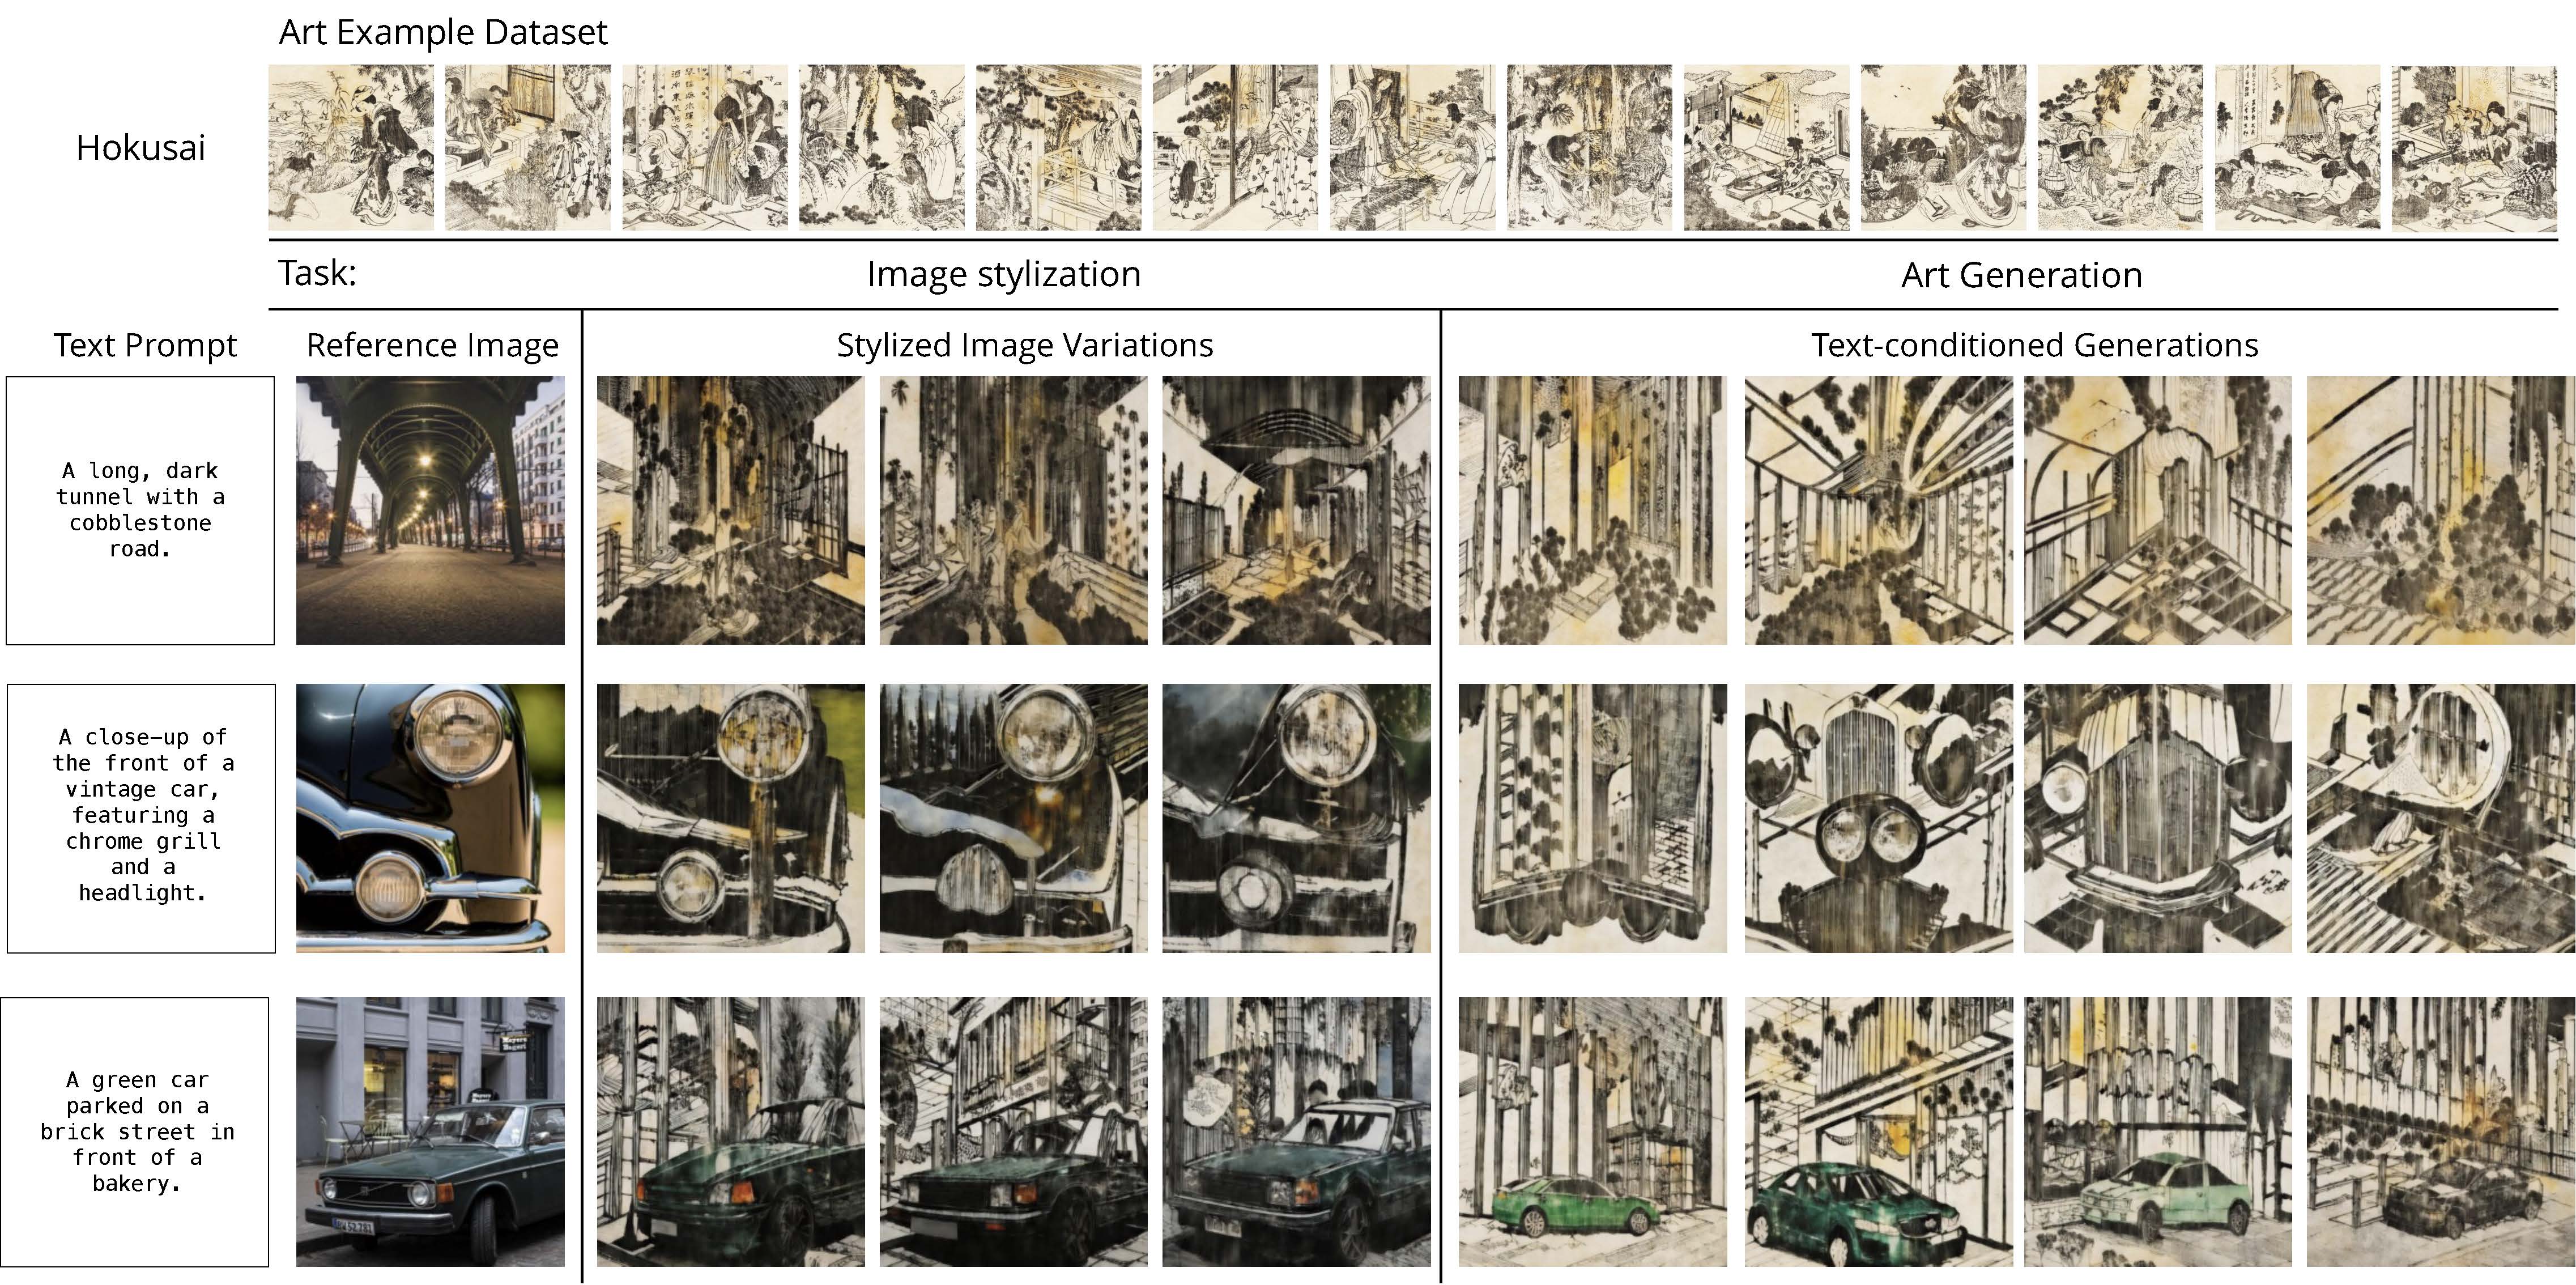 Art Example Dataset
Hokusai
Task:
Image stylization
Art Generation
Text Prompt
Reference Image
Stylized Image Variations
Text-conditioned Generations
A long, dark
tunnel with a
cobblestone
road.
A close-up of
the front of a
vintage car,
featuring a
chrome grill
and a
headlight.
A green car
parked on a
brick street in
front of a
bakery.